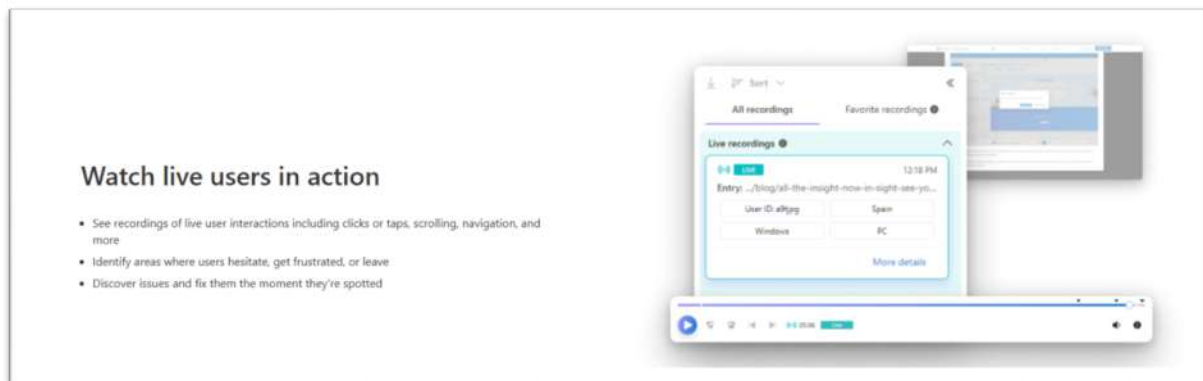 Watch live users in action
• See recordings of live user interactions including clicks or taps, scrolling, navigation, and
more
• Identify areas where users hesitate, get frustrated, or leave
• Discover issues and fix them the moment they're spotted
Sort
All recordings Favorite recordings
Live recordings
LIVE 12:18 PM
Entry: .../blog/all-the-insight-now-in-sight-see-yo...
User ID: Spain
Windows PC
More details